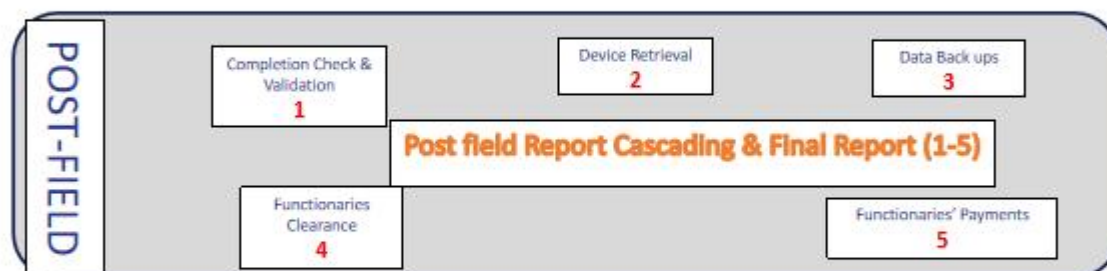 POST-FIELD
Completion Check &
Validation
1
Device Retrieval
2
Data Back ups
3
Post field Report Cascading & Final Report (1-5)
Functionaries
Clearance
4
Functionaries' Payments
5